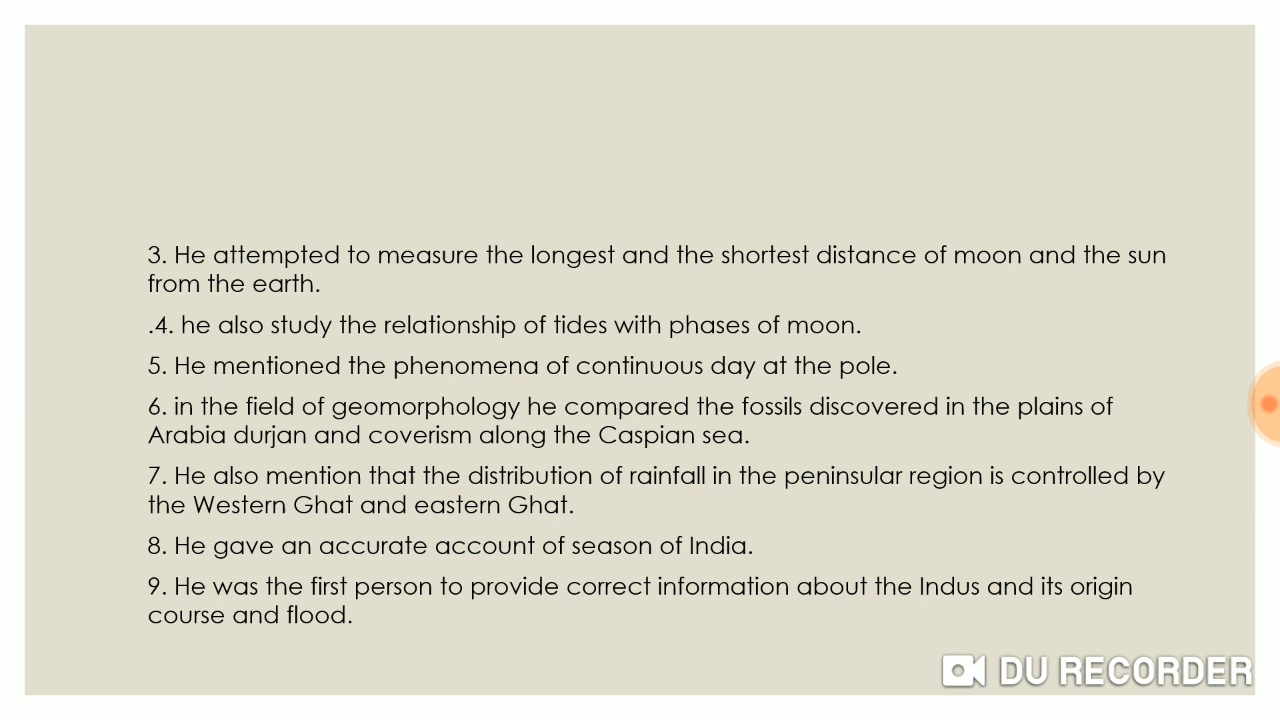 3. He attempted to measure the longest and the shortest distance of moon and the sun
from the earth.
.4. he also study the relationship of tides with phases of moon.
5. He mentioned the phenomena of continuous day at the pole.
6. in the field of geomorphology he compared the fossils discovered in the plains of
Arabia durjan and coverism along the Caspian sea.
7. He also mention that the distribution of rainfall in the peninsular region is controlled by
the Western Ghat and eastern Ghat.
8. He gave an accurate account of season of India.
9. He was the first person to provide correct information about the Indus and its origin
course and flood.
DU RECORDER